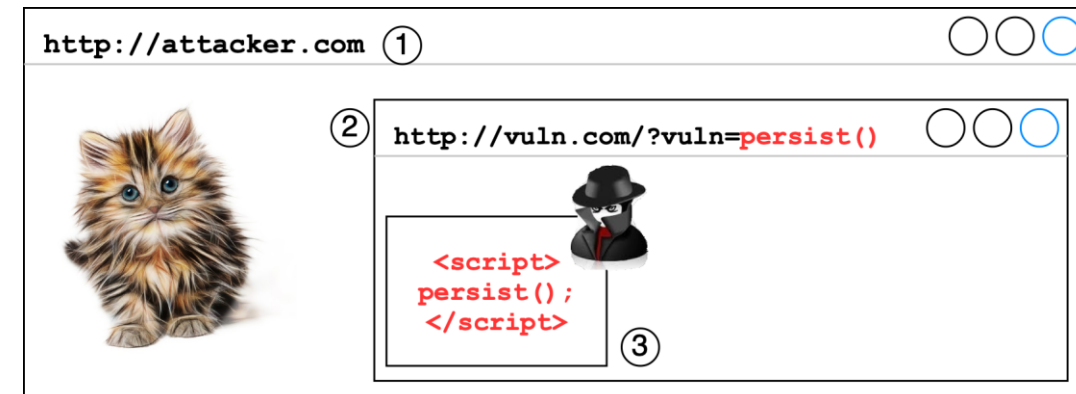 http://attacker.com ①
② http://vuln.com/?vuln=persist()
<script>
persist();
</script>
③